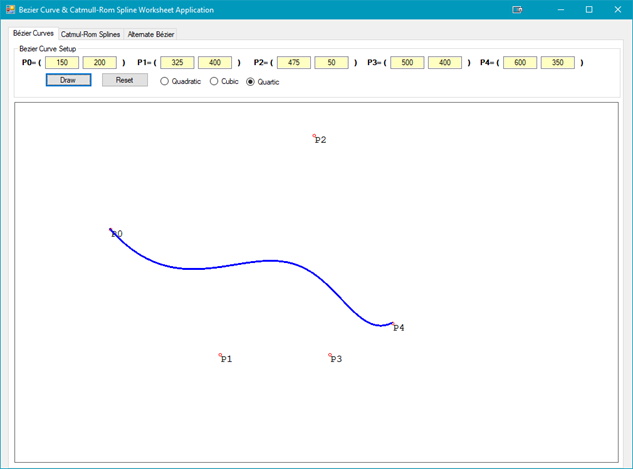 Bezier Curve & Catmull-Rom Spline Worksheet Application
Bézier Curves Catmul-Rom Splines Alternate Bézier
Bezier Curve Setup
P0= ( 150 200 ) P1= ( 325 400 ) P2= ( 475 50 ) P3= ( 500 400 ) P4= ( 600 350 )
Draw Reset Quadratic Cubic Quartic
P2
P0
P4
P1 P3